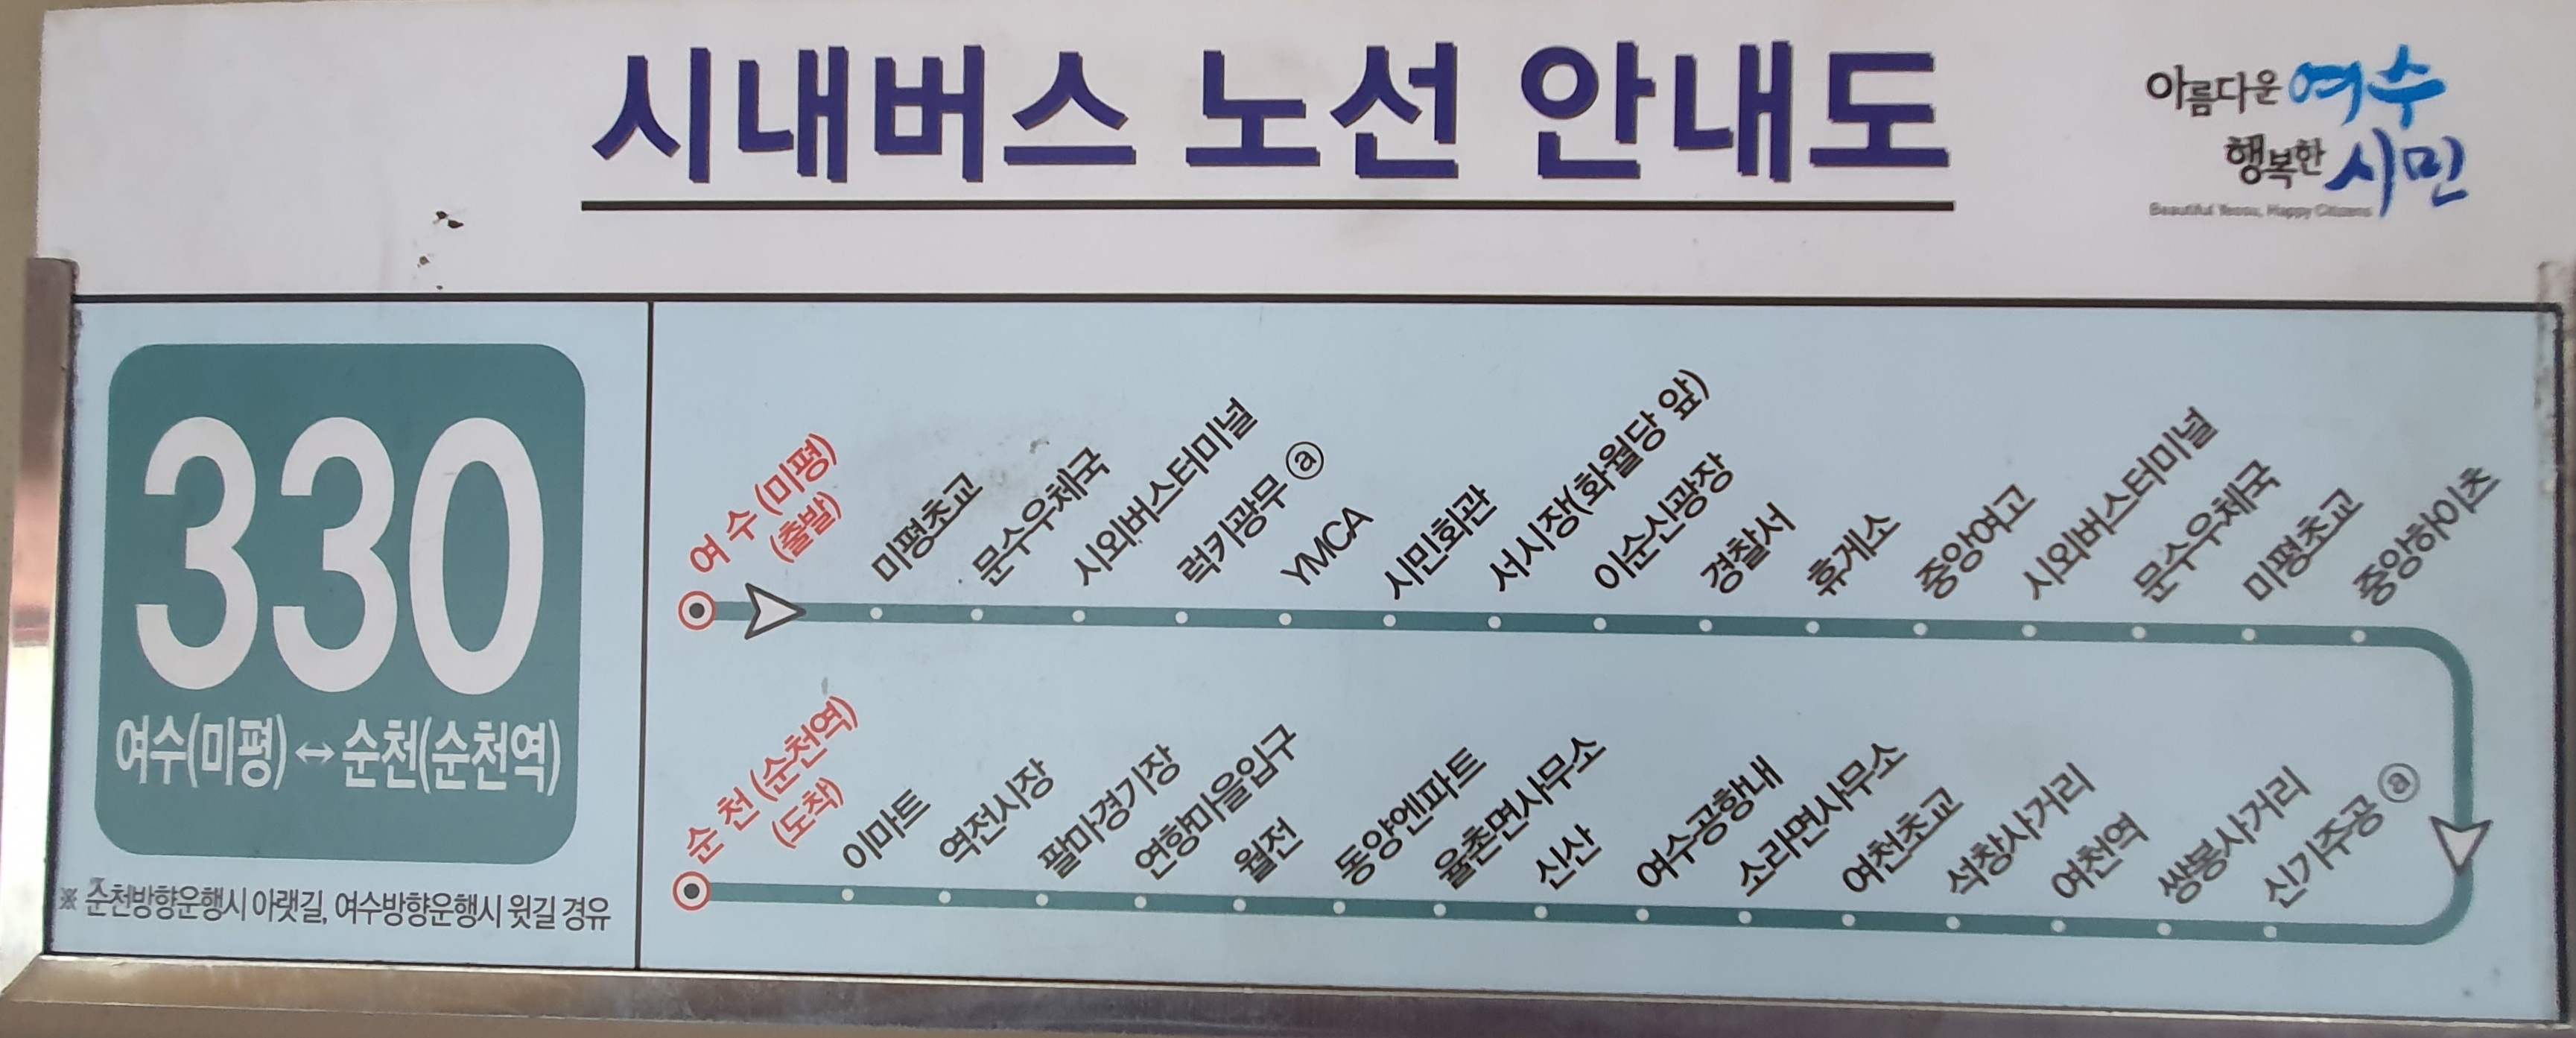 시내버스 노선 안내도
아름다운 여수
행복한 시민
Beautiful Yeosu, Happy Citizens
330
여수(미평)↔순천(순천역)
※ 순천방향운행시 아랫길, 여수방향운행시 윗길 경유
여 수 (미평)
(출발)
미평초교
문수우체국
시외버스터미널
럭키광무 ⓐ
YMCA
시민회관
서시장(화월당 앞)
이순신광장
경찰서
휴게소
중앙여고
시외버스터미널
문수우체국
미평초교
중앙하이츠
순 천 (순천역)
(도착)
이마트
역전시장
팔마경기장
연향마을입구
월전
동양엔파트
율촌면사무소
신산
여수공항내
소라면사무소
여천초교
석창사거리
여천역
쌍봉사거리
신기주공 ⓐ